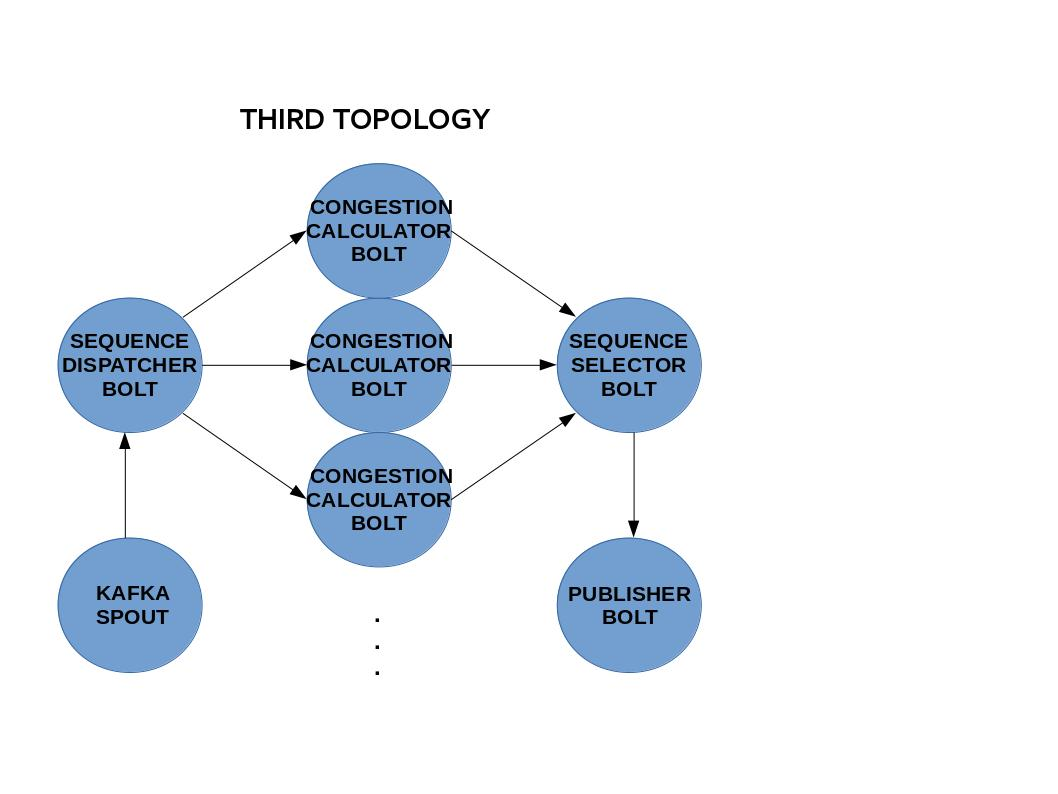 THIRD TOPOLOGY
CONGESTION
CALCULATOR
BOLT
SEQUENCE
DISPATCHER
BOLT
CONGESTION
CALCULATOR
BOLT
SEQUENCE
SELECTOR
BOLT
CONGESTION
CALCULATOR
BOLT
KAFKA
SPOUT
.
.
.
PUBLISHER
BOLT